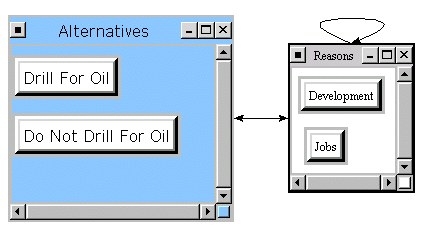 Alternatives
Drill For Oil
Do Not Drill For Oil
Reasons
Development
Jobs